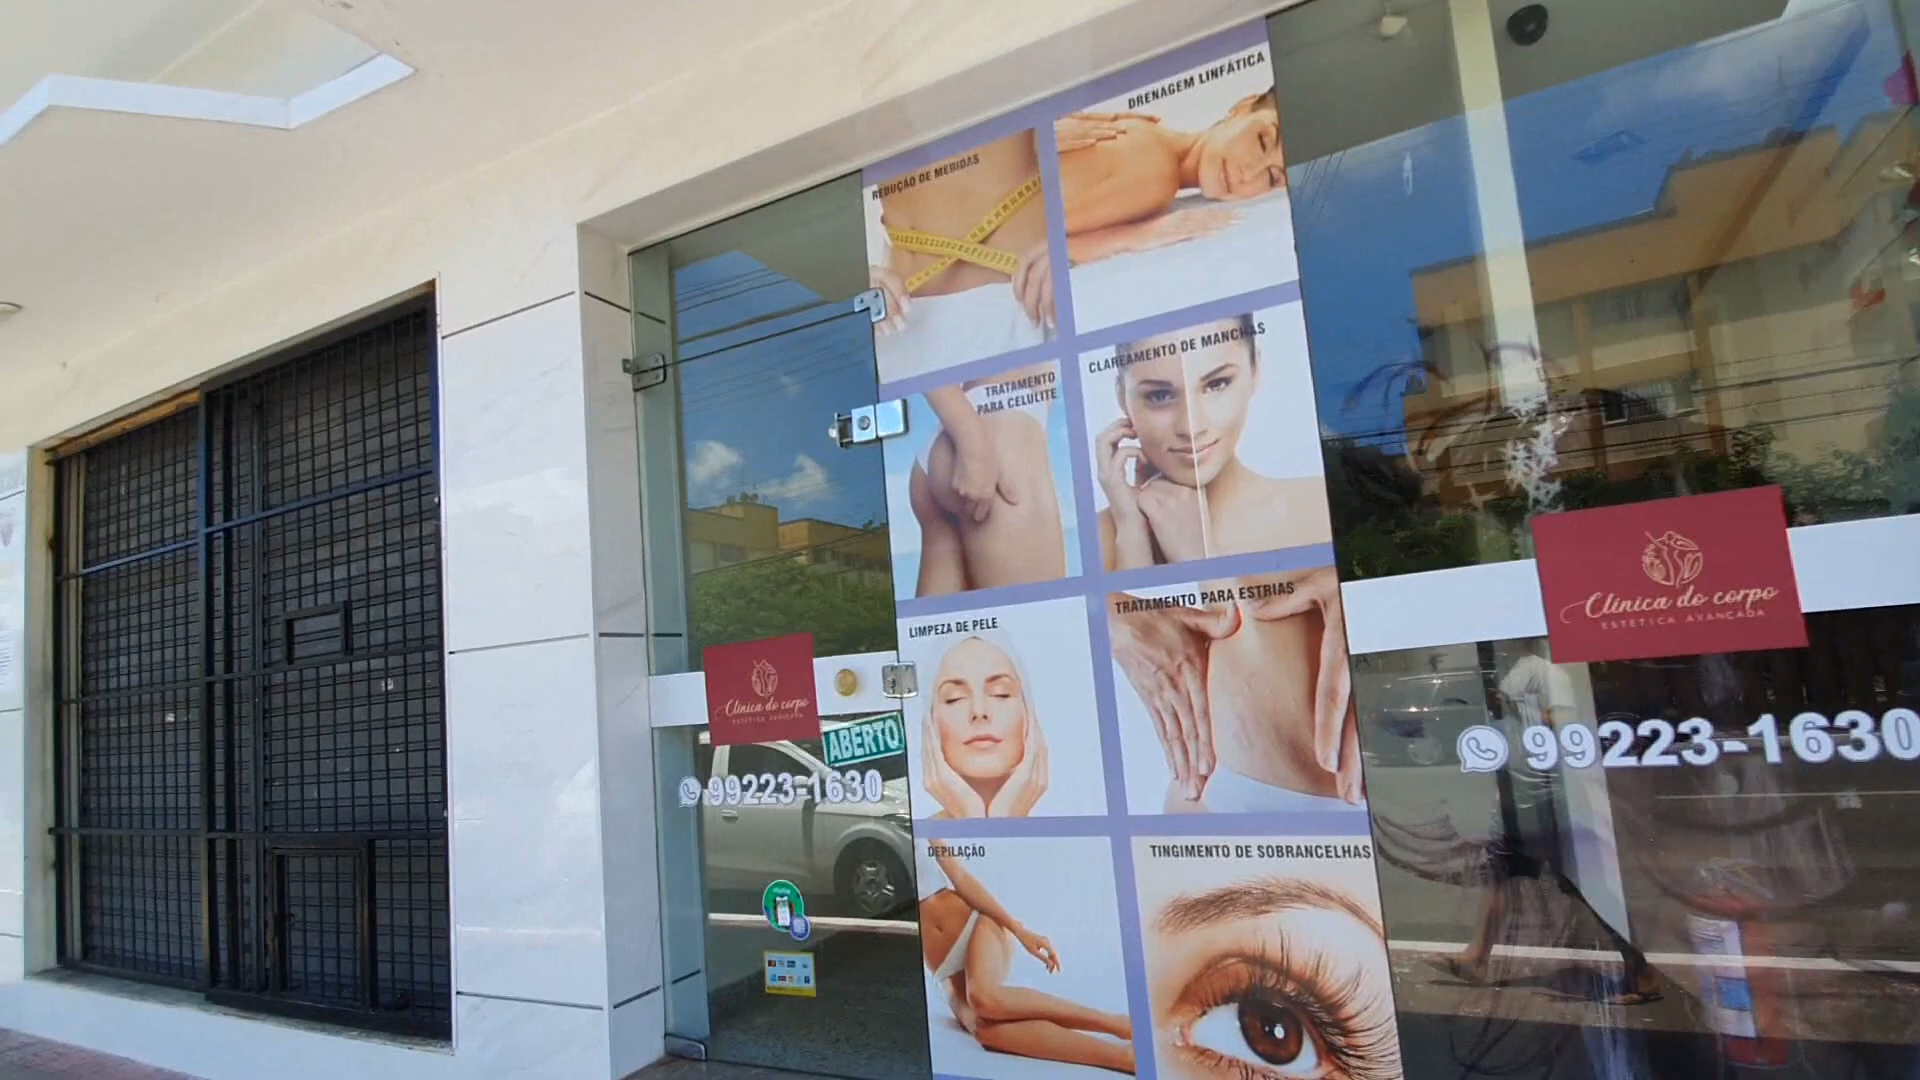 DRENAGEM LINFÁTICA
REDUÇÃO DE MEDIDAS
CLAREAMENTO DE MANCHAS
TRATAMENTO
PARA CELULITE
TRATAMENTO PARA ESTRIAS
LIMPEZA DE PELE
DEPILAÇÃO
TINGIMENTO DE SOBRANCELHAS
Clínica do corpo
ESTÉTICA AVANÇADA
ABERTO
99223-1630
Clínica do corpo
ESTÉTICA AVANÇADA
99223-1630